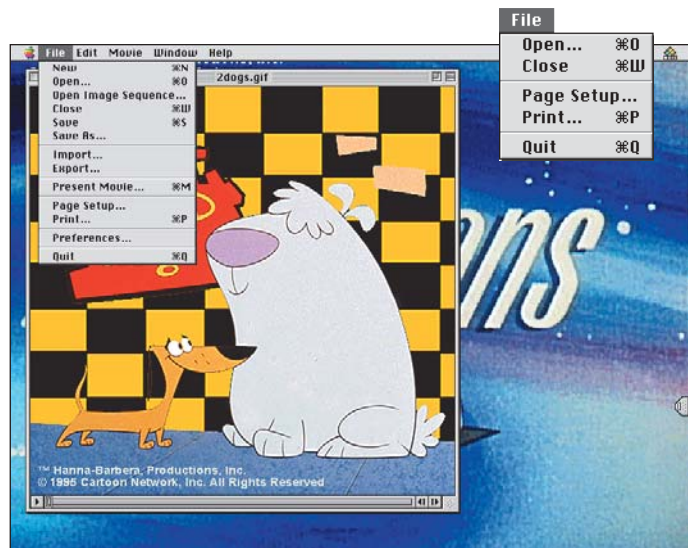 File Edit Movie Window Help
New ⌘N
Open... ⌘O
Open Image Sequence...
Close ⌘W
Save ⌘S
Save As...
Import...
Export...
Present Movie... ⌘M
Page Setup...
Print... ⌘P
Preferences...
Quit ⌘Q
2dogs.gif
™ Hanna-Barbera, Productions, Inc.
© 1995 Cartoon Network, Inc. All Rights Reserved
File
Open... ⌘O
Close ⌘W
Page Setup...
Print... ⌘P
Quit ⌘Q
ons